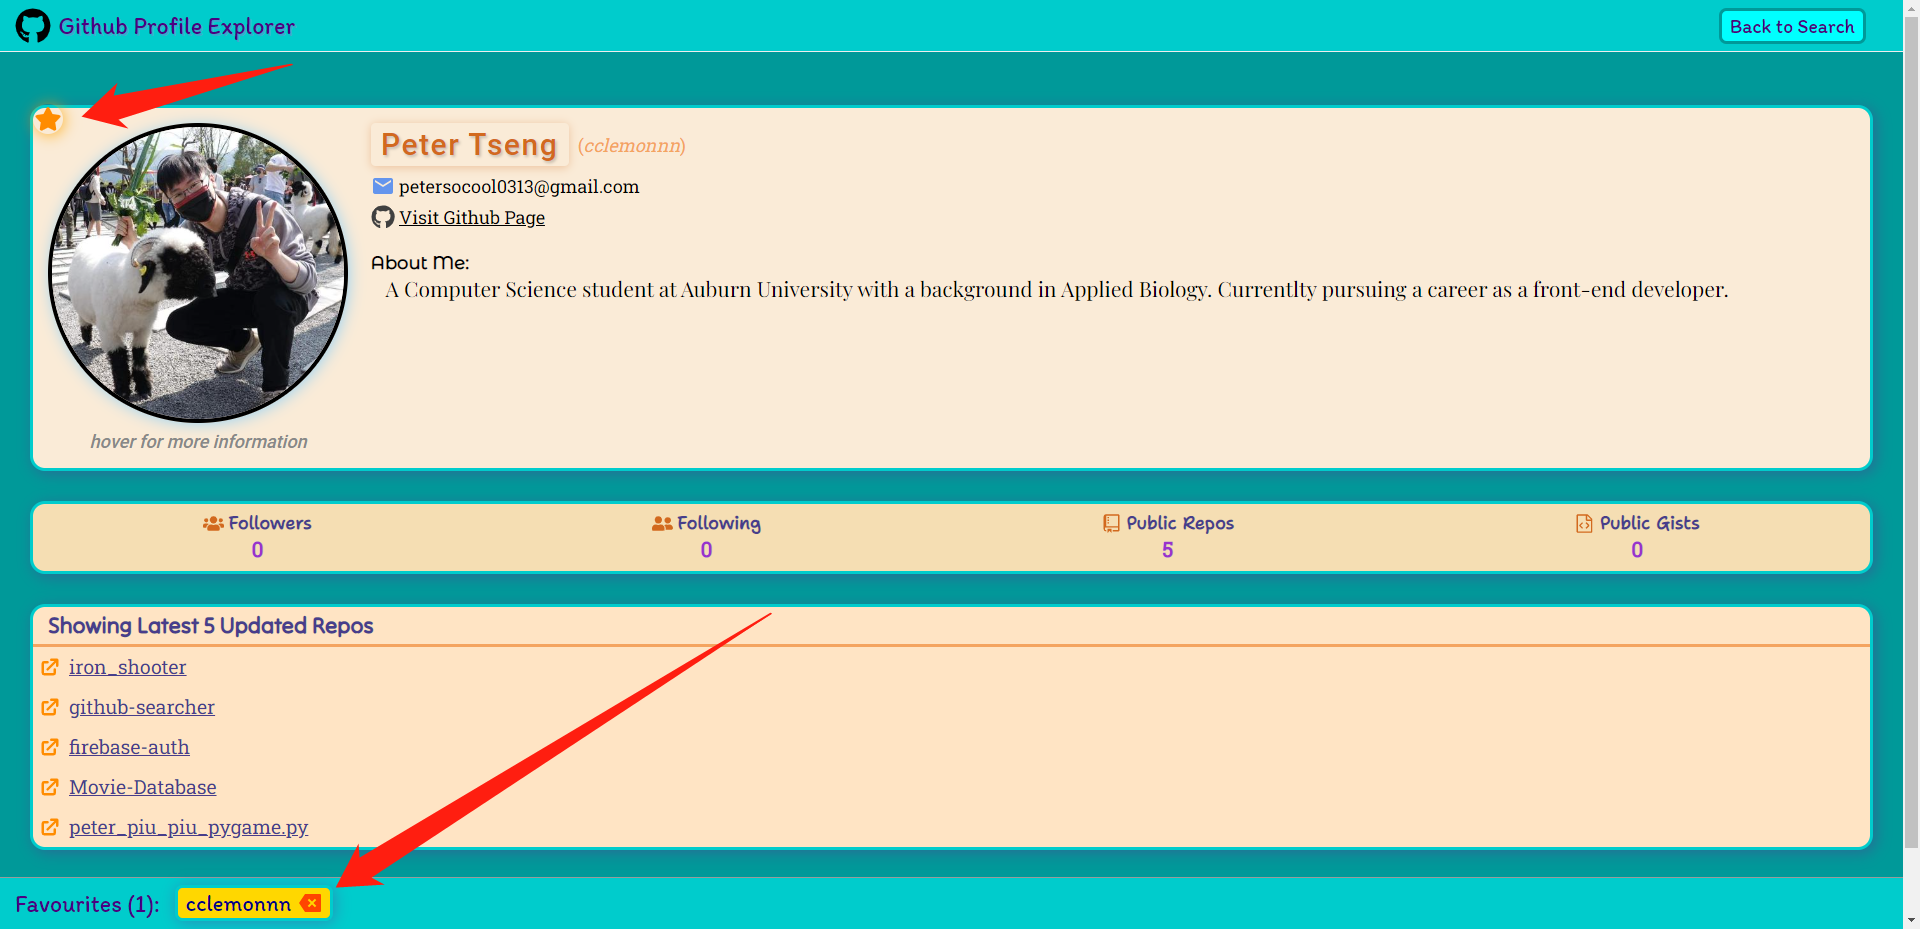 Github Profile Explorer
Back to Search
Peter Tseng (cclemonnn)
petersocool0313@gmail.com
Visit Github Page
About Me:
A Computer Science student at Auburn University with a background in Applied Biology. Currentlty pursuing a career as a front-end developer.
hover for more information
Followers
0
Following
0
Public Repos
5
Public Gists
0
Showing Latest 5 Updated Repos
iron_shooter
github-searcher
firebase-auth
Movie-Database
peter_piu_piu_pygame.py
Favourites (1): cclemonnn